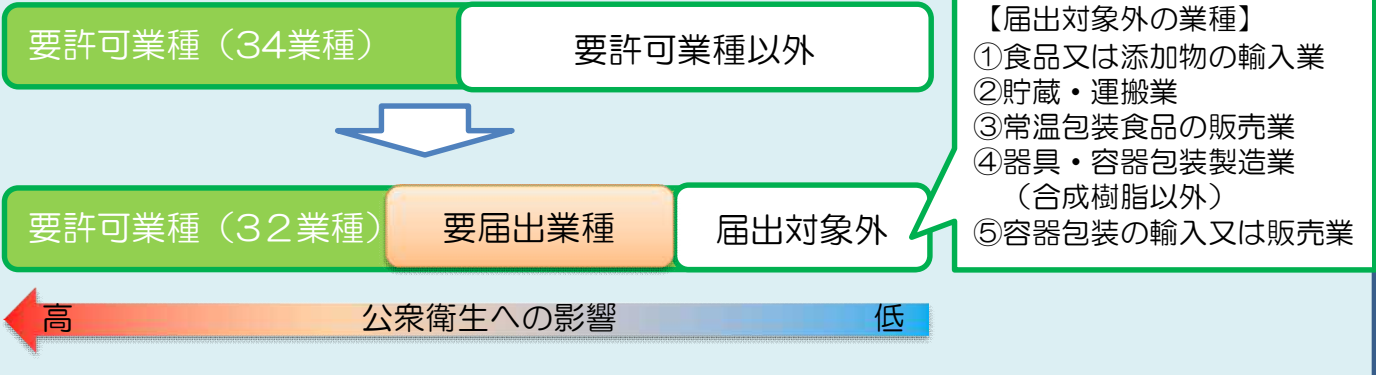 要許可業種（34業種）
要許可業種以外
要許可業種（３２業種）
要届出業種
届出対象外
高
公衆衛生への影響
低
【届出対象外の業種】
①食品又は添加物の輸入業
②貯蔵・運搬業
③常温包装食品の販売業
④器具・容器包装製造業
（合成樹脂以外）
⑤容器包装の輸入又は販売業